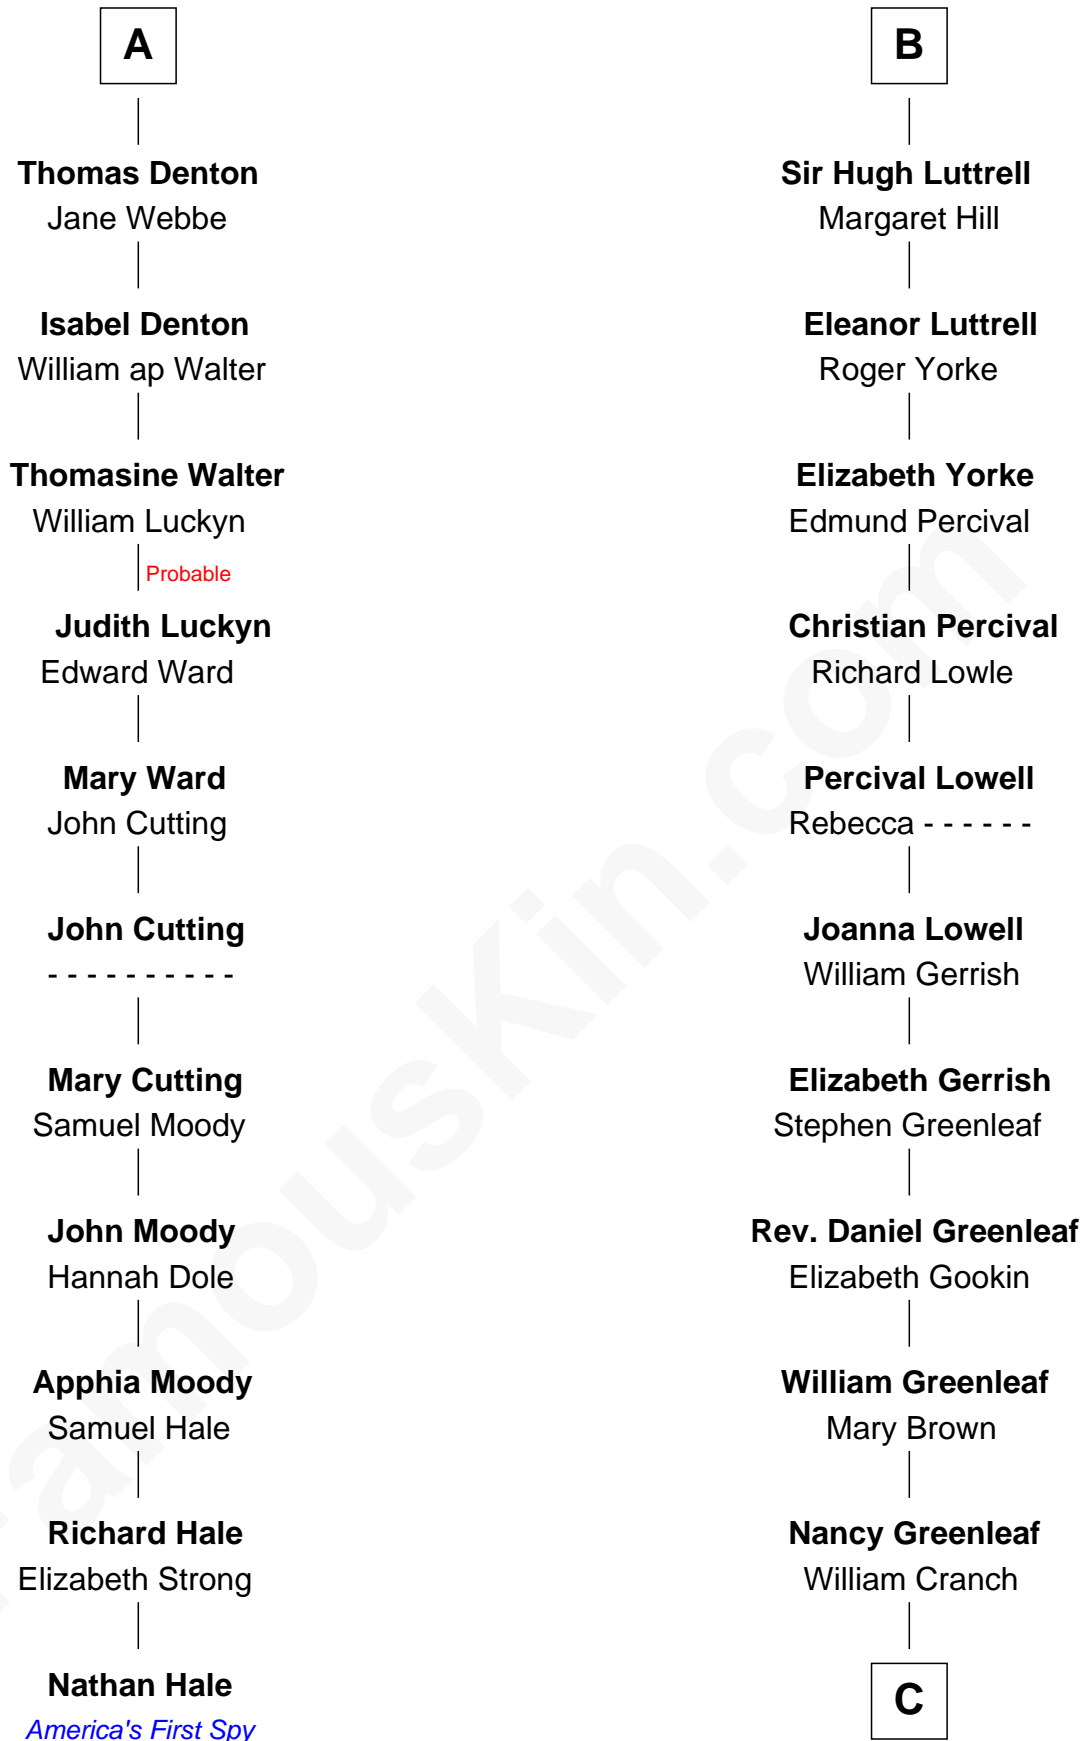 A
Thomas Denton
Jane Webbe
Isabel Denton
William ap Walter
Thomasine Walter
William Luckyn
Probable
Judith Luckyn
Edward Ward
Mary Ward
John Cutting
John Cutting
- - - - - - - - - -
Mary Cutting
Samuel Moody
John Moody
Hannah Dole
Apphia Moody
Samuel Hale
Richard Hale
Elizabeth Strong
Nathan Hale
America's First Spy
B
Sir Hugh Luttrell
Margaret Hill
Eleanor Luttrell
Roger Yorke
Elizabeth Yorke
Edmund Percival
Christian Percival
Richard Lowle
Percival Lowell
Rebecca - - - - - -
Joanna Lowell
William Gerrish
Elizabeth Gerrish
Stephen Greenleaf
Rev. Daniel Greenleaf
Elizabeth Gookin
William Greenleaf
Mary Brown
Nancy Greenleaf
William Cranch
C
FamousKin.com